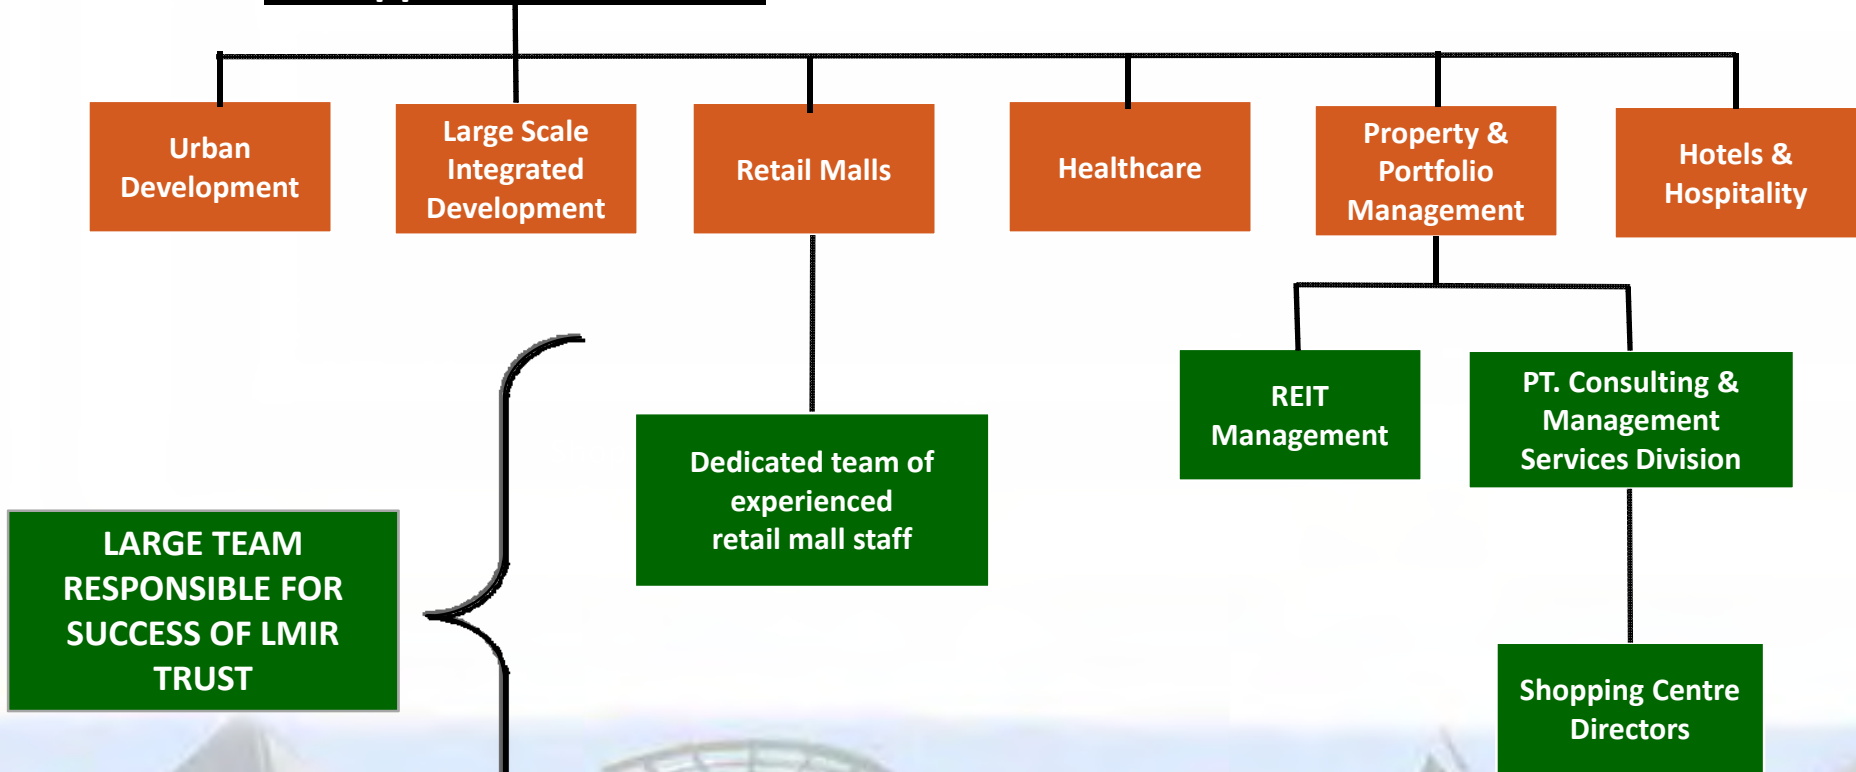 Urban
Development
Large Scale
Integrated
Development
Retail Malls
Healthcare
Property &
Portfolio
Management
Hotels &
Hospitality
REIT
Management
PT. Consulting &
Management
Services Division
Dedicated team of
experienced
retail mall staff
LARGE TEAM
RESPONSIBLE FOR
SUCCESS OF LMIR
TRUST
Shopping Centre
Directors